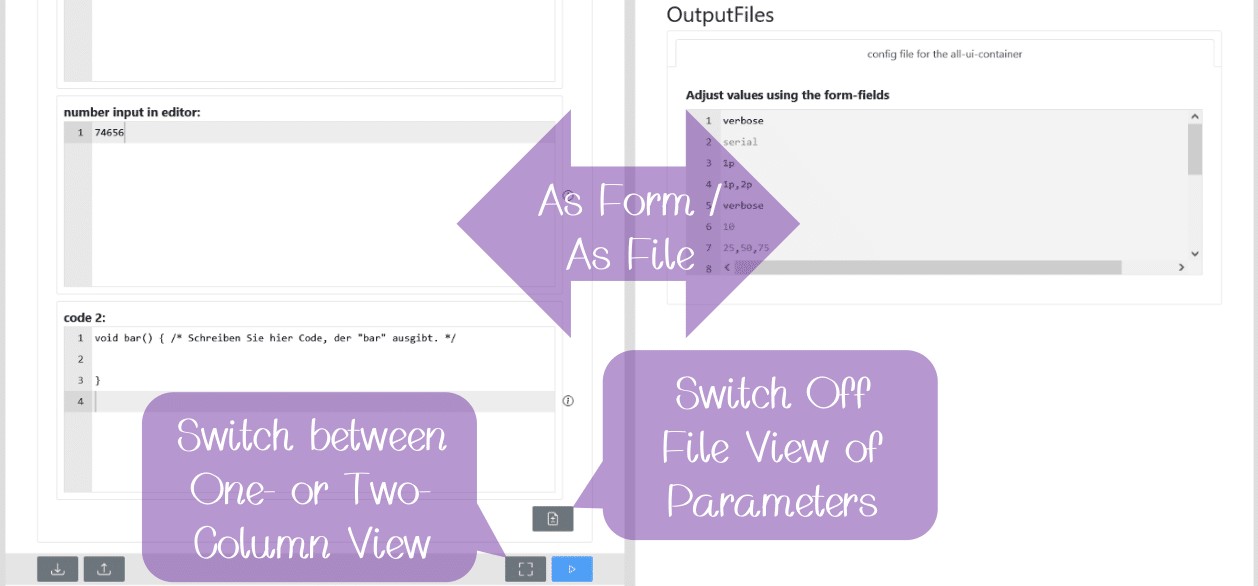 number input in editor:
1 74656
code 2:
1 void bar() { /* Schreiben Sie hier Code, der "bar" ausgibt. */
2
3 }
4
OutputFiles
config file for the all-ui-container
Adjust values using the form-fields
1 verbose
2 serial
3 1p
4 1p,2p
5 verbose
6 10
7 25,50,75
8
As Form /
As File
Switch between
One- or Two-
Column View
Switch Off
File View of
Parameters